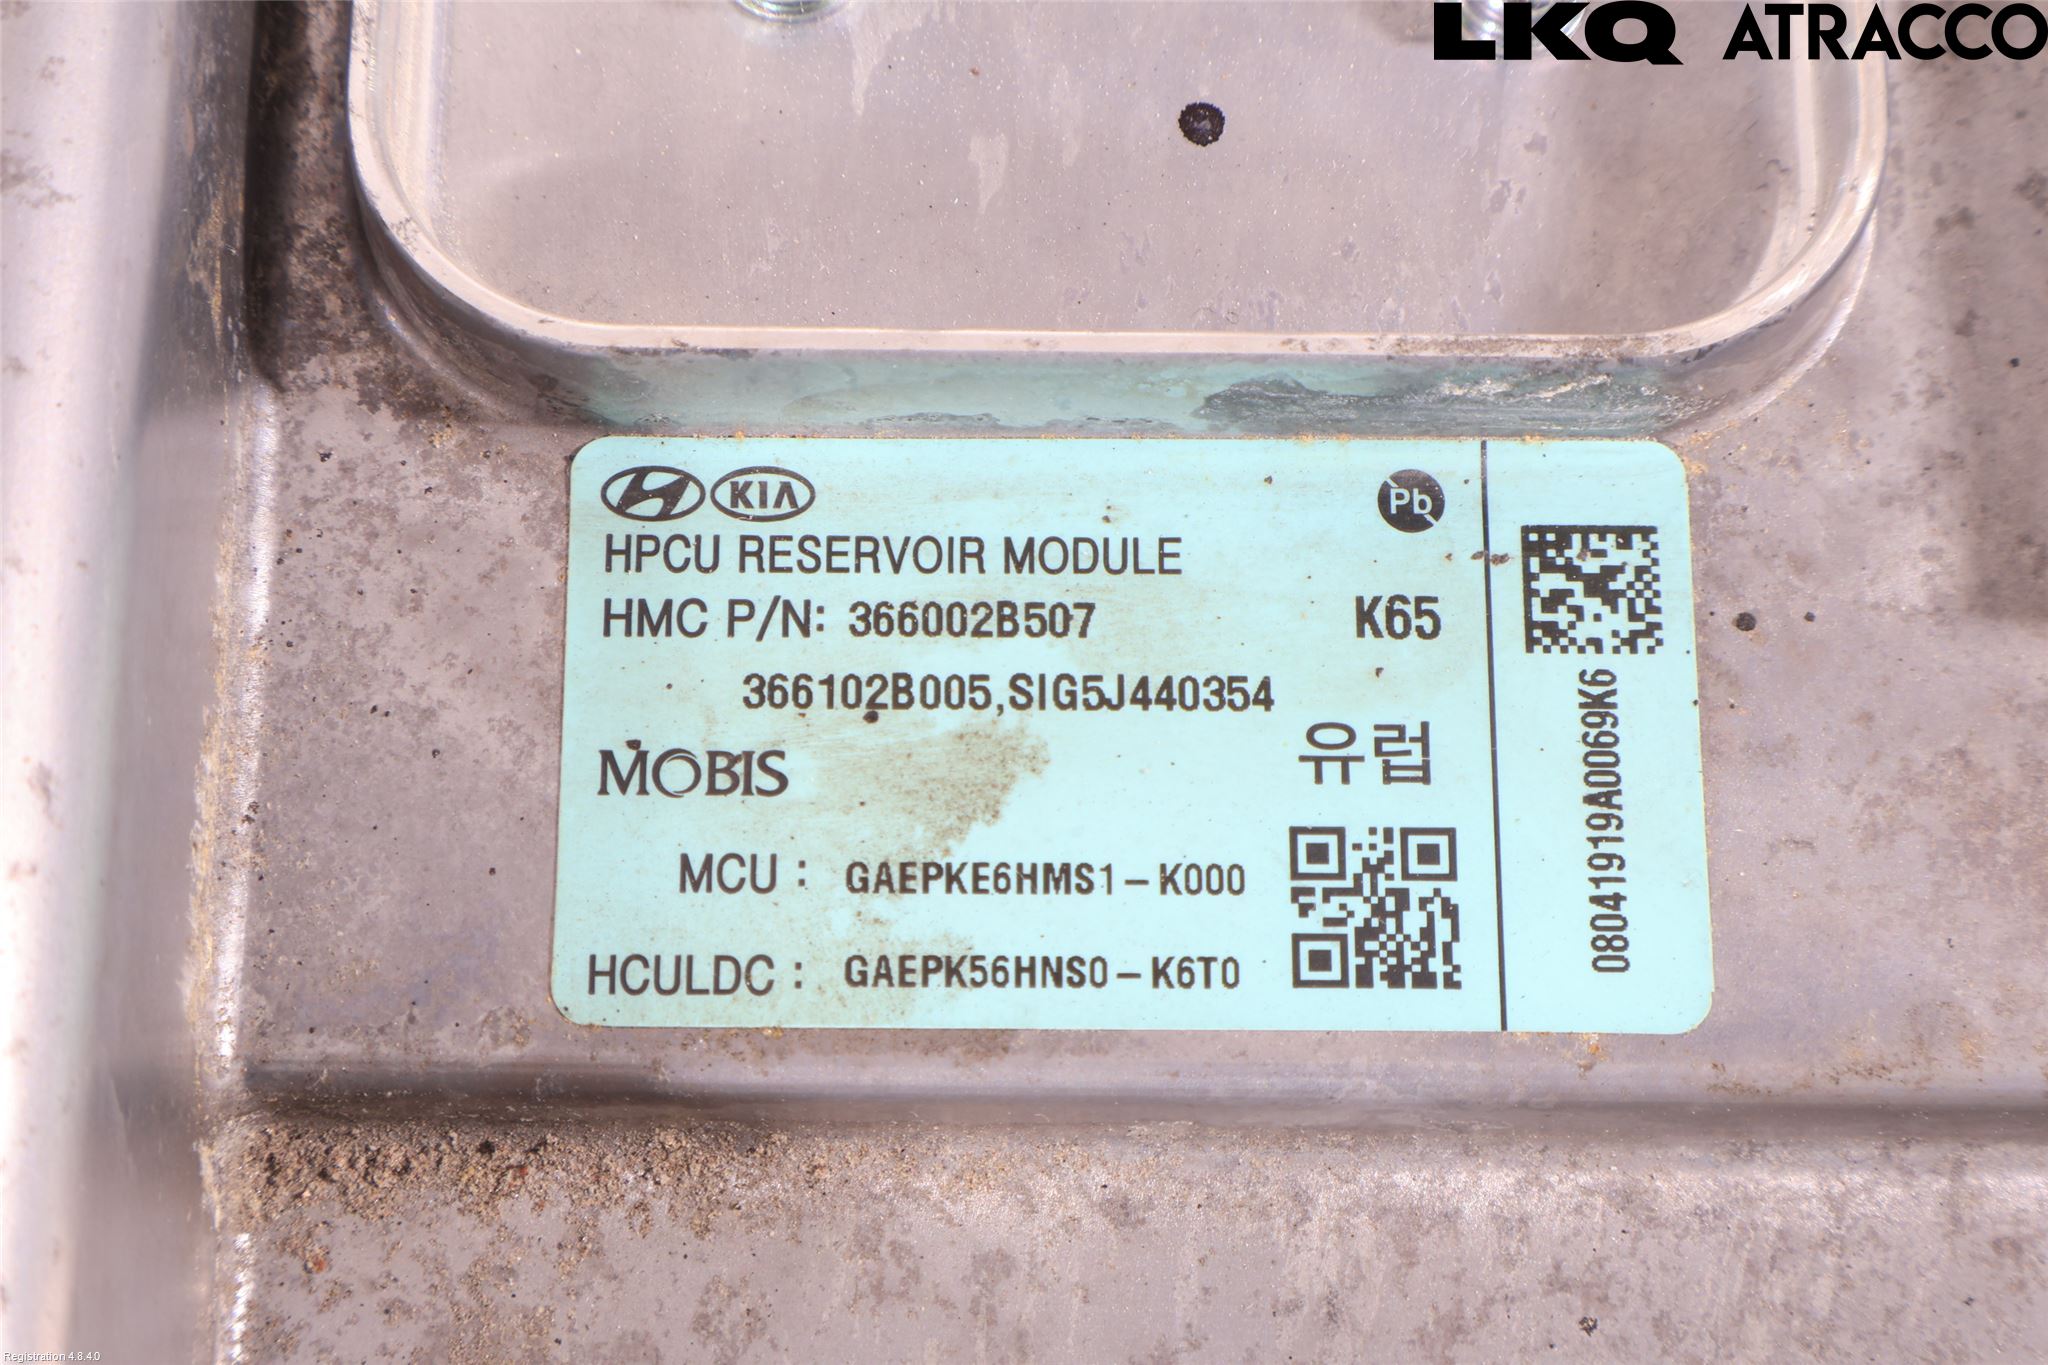 LKQ ATRACCO
KIA
Pb
HPCU RESERVOIR MODULE
HMC P/N: 366002B507
K65
366102B005,SIG5J440354
MOBIS
유럽
MCU : GAEPKE6HMS1-K000
HCULDC : GAEPK56HNS0-K6T0
08041919A0069K6
Registration 4.8.4.0